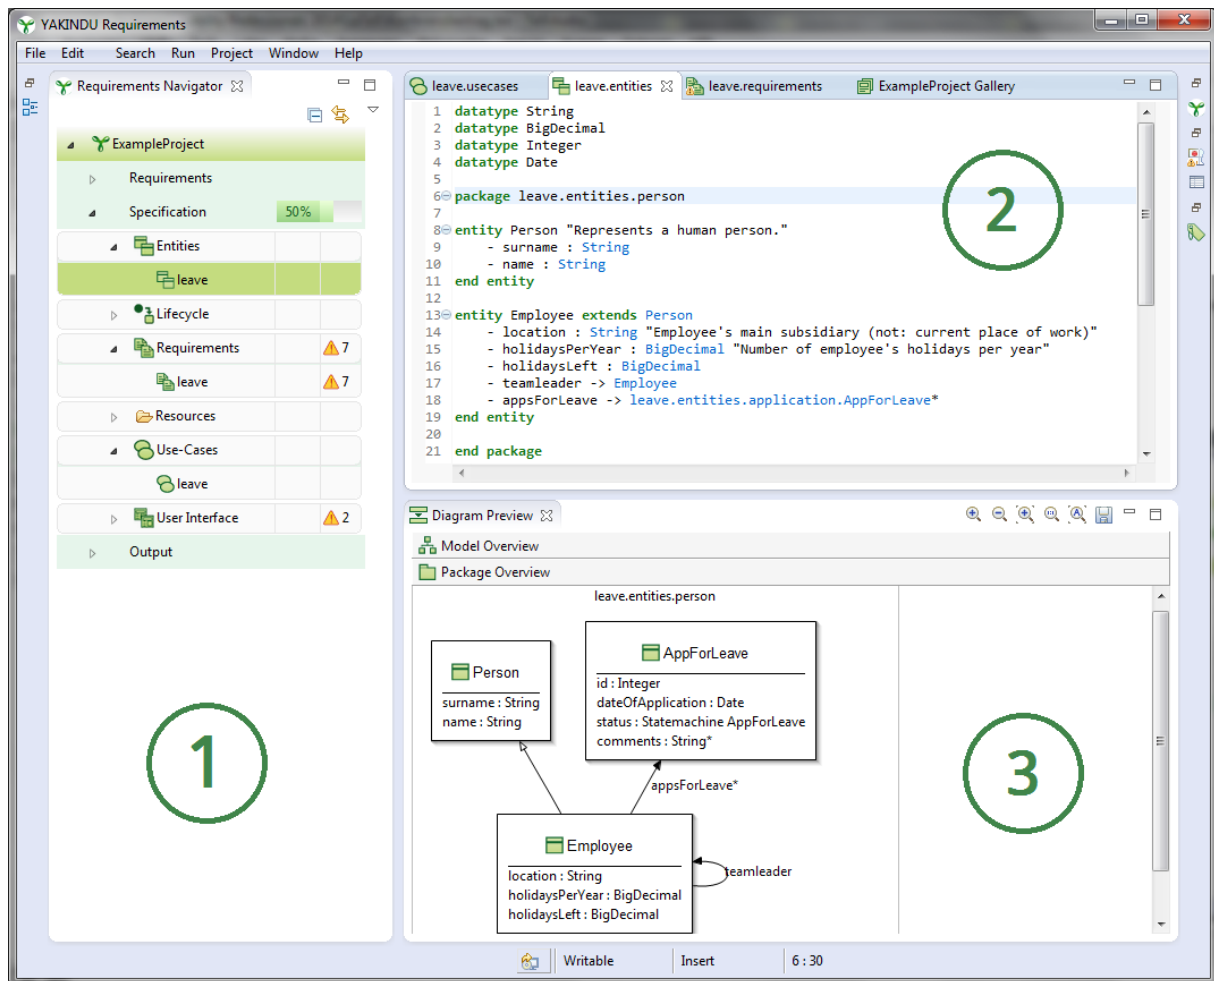 YAKINDU Requirements
File Edit Search Run Project Window Help
Requirements Navigator
ExampleProject
Requirements
Specification 50%
Entities
leave
Lifecycle
Requirements 7
leave 7
Resources
Use-Cases
leave
User Interface 2
Output
1
leave.usecases leave.entities leave.requirements ExampleProject Gallery
1 datatype String
2 datatype BigDecimal
3 datatype Integer
4 datatype Date
5
6 package leave.entities.person
7
8 entity Person "Represents a human person."
9 - surname : String
10 - name : String
11 end entity
12
13 entity Employee extends Person
14 - location : String "Employee's main subsidiary (not: current place of work)"
15 - holidaysPerYear : BigDecimal "Number of employee's holidays per year"
16 - holidaysLeft : BigDecimal
17 - teamleader -> Employee
18 - appsForLeave -> leave.entities.application.AppForLeave*
19 end entity
20
21 end package
2
Diagram Preview
Model Overview
Package Overview
leave.entities.person
Person
surname : String
name : String
AppForLeave
id : Integer
dateOfApplication : Date
status : Statemachine AppForLeave
comments : String*
appsForLeave*
Employee
location : String
holidaysPerYear : BigDecimal
holidaysLeft : BigDecimal
teamleader
3
Writable Insert 6 : 30